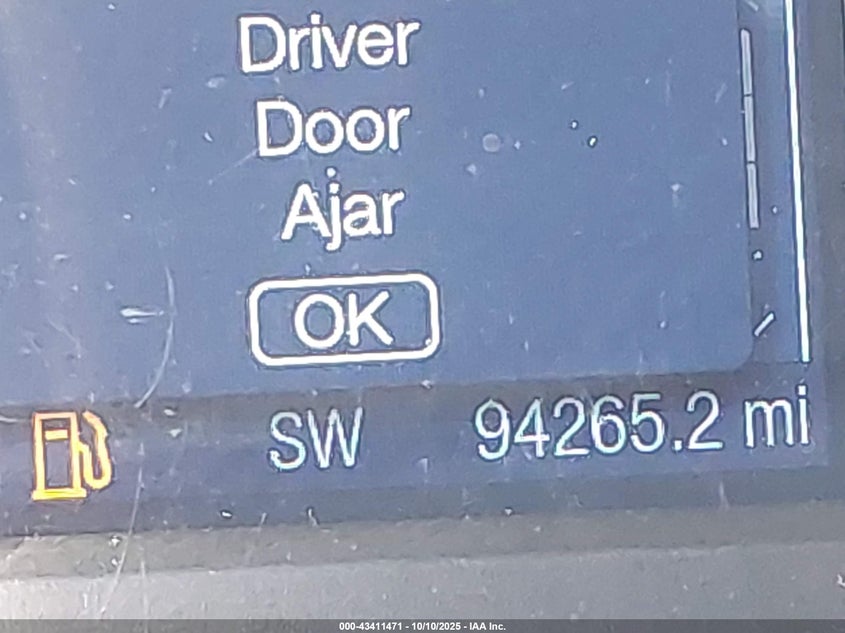 Driver
Door
Ajar
OK
SW 94265.2 mi
000-43411471 - 10/10/2025 - IAA Inc.